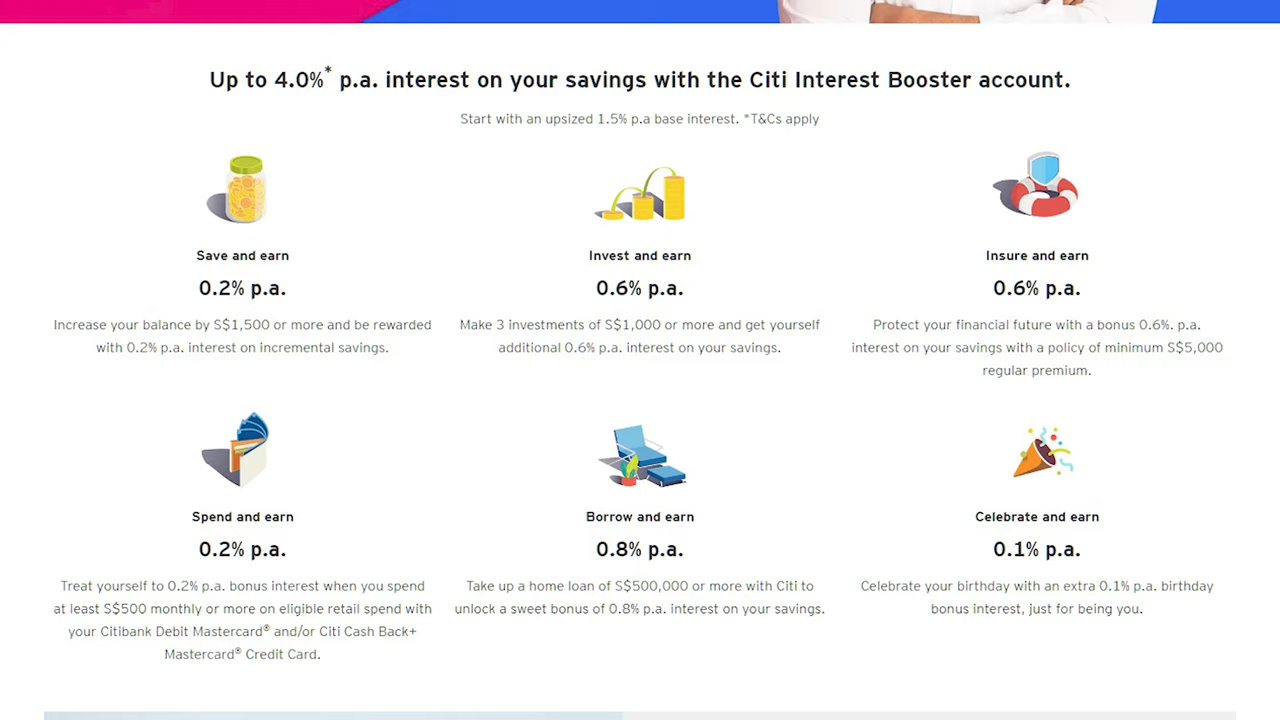 Up to 4.0%* p.a. interest on your savings with the Citi Interest Booster account.
Start with an upsized 1.5% p.a base interest. *T&Cs apply
Save and earn
0.2% p.a.
Increase your balance by S$1,500 or more and be rewarded
with 0.2% p.a. interest on incremental savings.
Invest and earn
0.6% p.a.
Make 3 investments of S$1,000 or more and get yourself
additional 0.6% p.a. interest on your savings.
Insure and earn
0.6% p.a.
Protect your financial future with a bonus 0.6%. p.a.
interest on your savings with a policy of minimum S$5,000
regular premium.
Spend and earn
0.2% p.a.
Treat yourself to 0.2% p.a. bonus interest when you spend
at least S$500 monthly or more on eligible retail spend with
your Citibank Debit Mastercard® and/or Citi Cash Back+
Mastercard® Credit Card.
Borrow and earn
0.8% p.a.
Take up a home loan of S$500,000 or more with Citi to
unlock a sweet bonus of 0.8% p.a. interest on your savings.
Celebrate and earn
0.1% p.a.
Celebrate your birthday with an extra 0.1% p.a. birthday
bonus interest, just for being you.